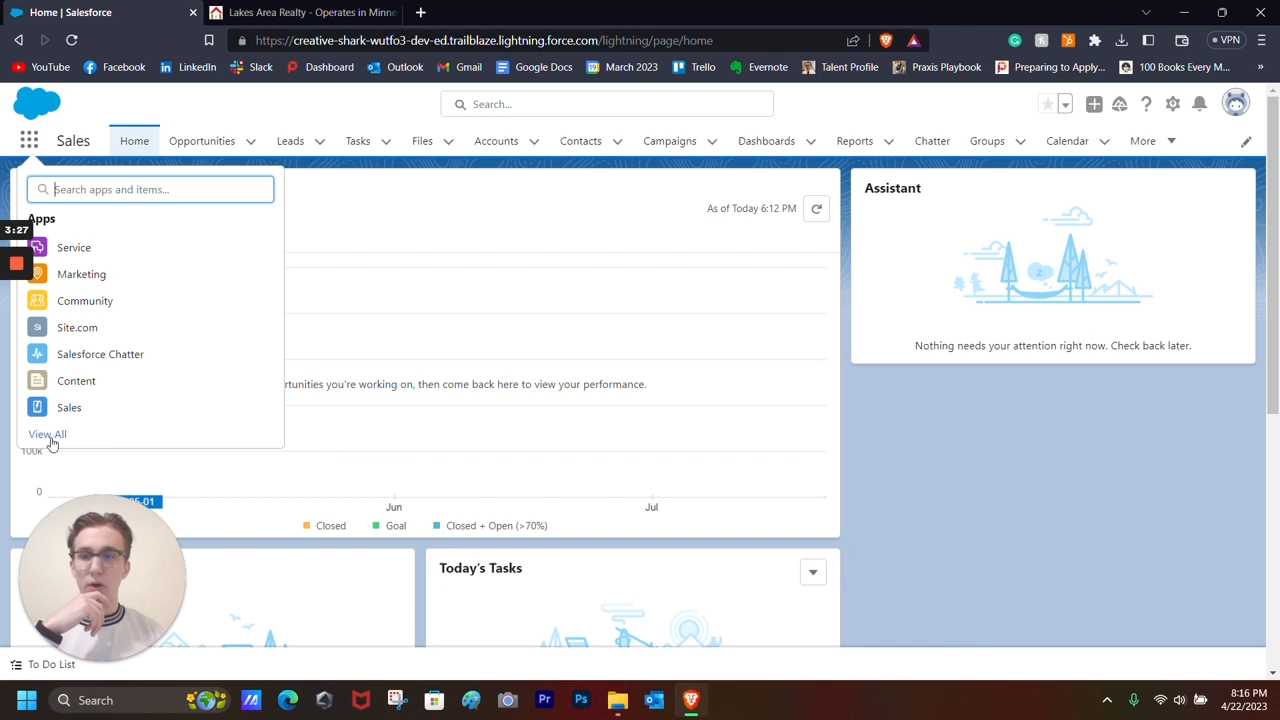 Home | Salesforce
Lakes Area Realty - Operates in Minne
https://creative-shark-wutfo3-dev-ed.trailblaze.lightning.force.com/lightning/page/home
VPN
YouTube Facebook LinkedIn Slack Dashboard Outlook Gmail Google Docs March 2023 Trello Evernote Talent Profile Praxis Playbook Preparing to Apply... 100 Books Every M... »
Search...
Sales Home Opportunities Leads Tasks Files Accounts Contacts Campaigns Dashboards Reports Chatter Groups Calendar More
Search apps and items...
Apps
Service
Marketing
Community
Site.com
Salesforce Chatter
Content
Sales
View All
3:27
As of Today 6:12 PM
rtunities you're working on, then come back here to view your performance.
100K
0
05-01
Jun
Jul
Closed Goal Closed + Open (>70%)
Assistant
Nothing needs your attention right now. Check back later.
Today's Tasks
To Do List
Search
Pr
Ps
8:16 PM
4/22/2023